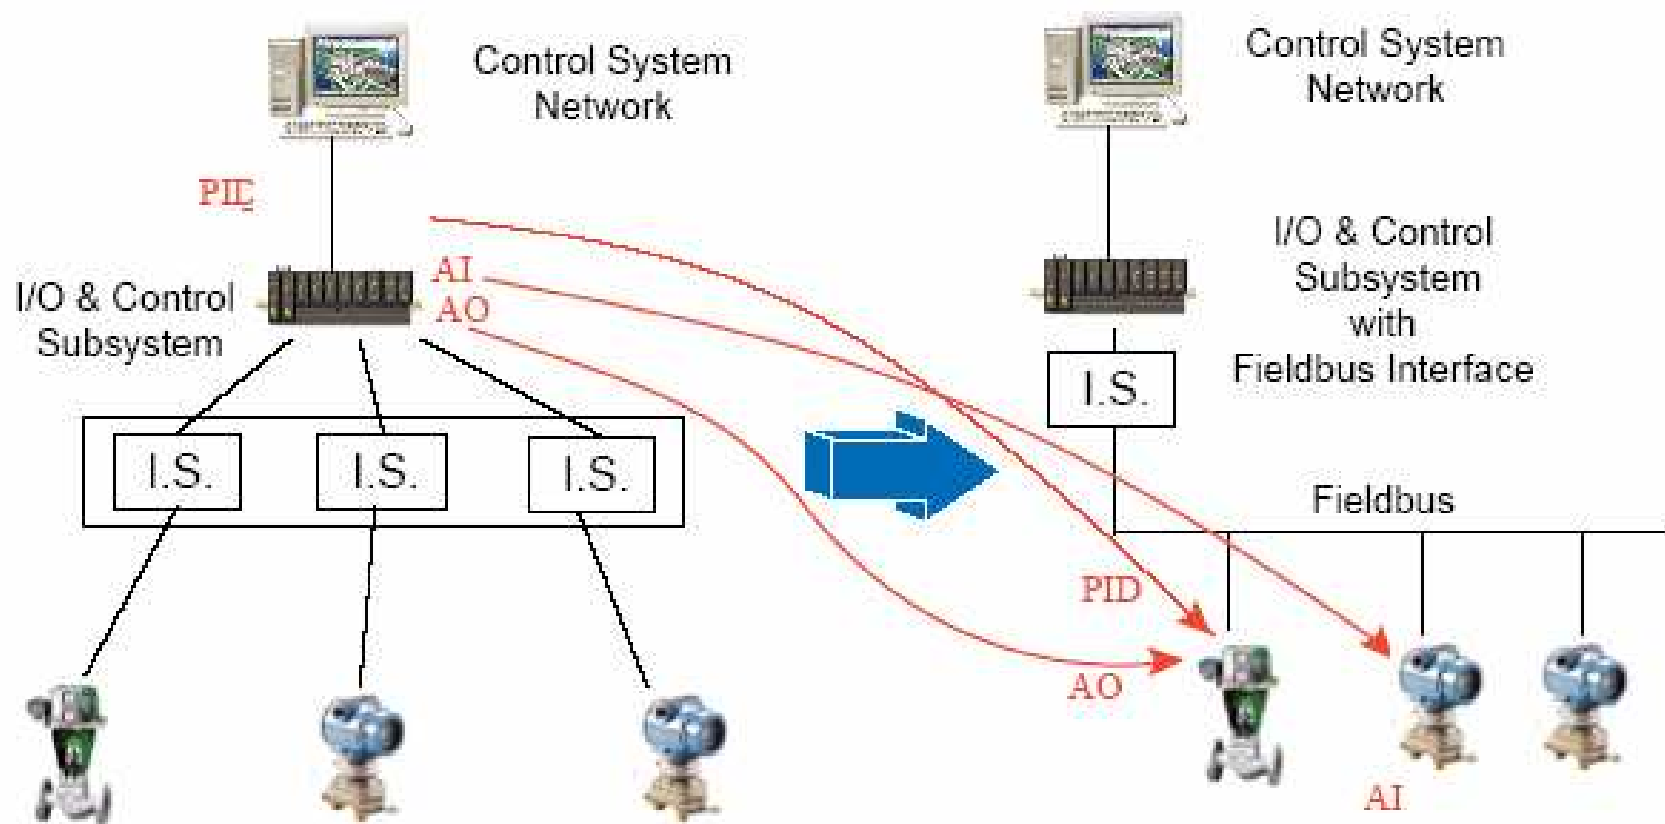 Control System
Network
PID
AI
AO
I/O & Control
Subsystem
I.S.
I.S.
I.S.
Control System
Network
I/O & Control
Subsystem
with
Fieldbus Interface
I.S.
Fieldbus
PID
AO
AI